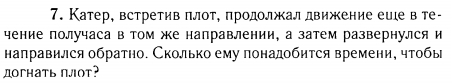 7. Катер, встретив плот, продолжал движение еще в те-
чение получаса в том же направлении, а затем развернулся и
направился обратно. Сколько ему понадобится времени, чтобы
догнать плот?